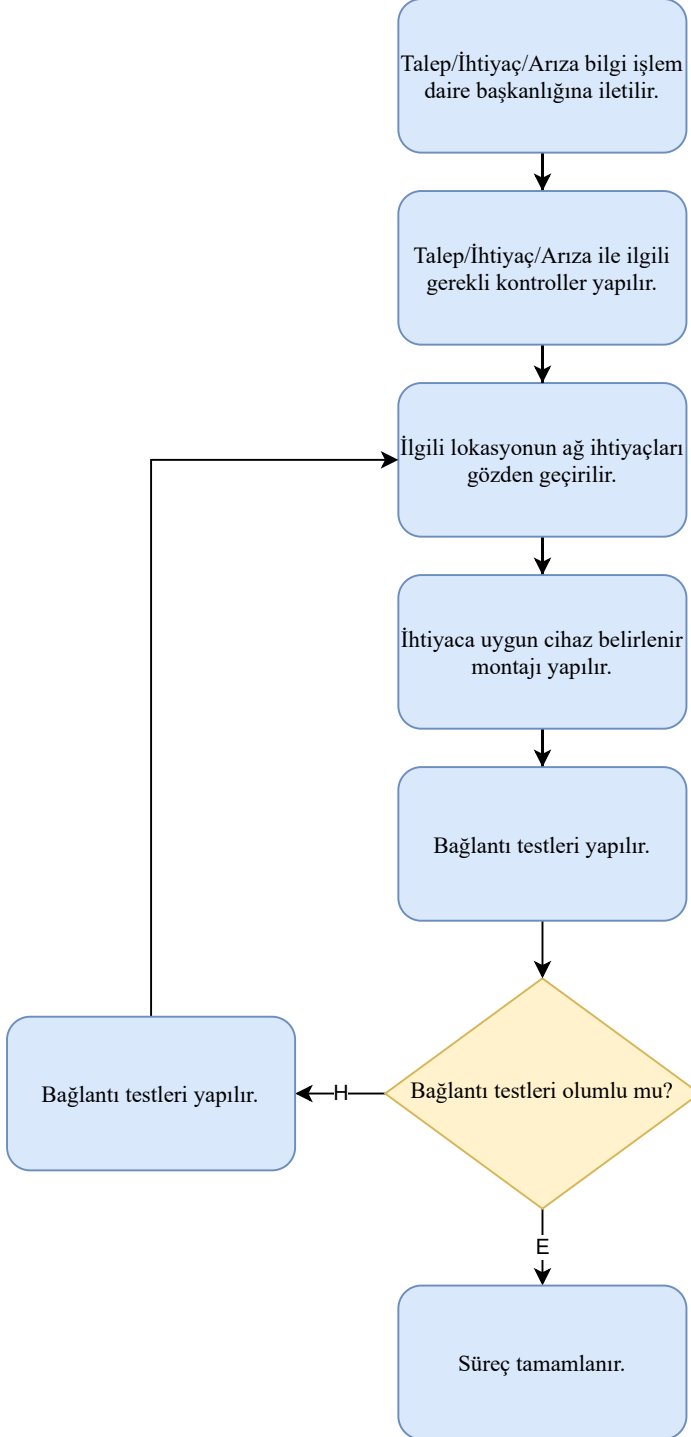 Talep/İhtiyaç/Arıza bilgi işlem
daire başkanlığına iletilir.
Talep/İhtiyaç/Arıza ile ilgili
gerekli kontroller yapılır.
İlgili lokasyonun ağ ihtiyaçları
gözden geçirilir.
İhtiyaca uygun cihaz belirlenir
montajı yapılır.
Bağlantı testleri yapılır.
Bağlantı testleri olumlu mu?
H
Bağlantı testleri yapılır.
E
Süreç tamamlanır.